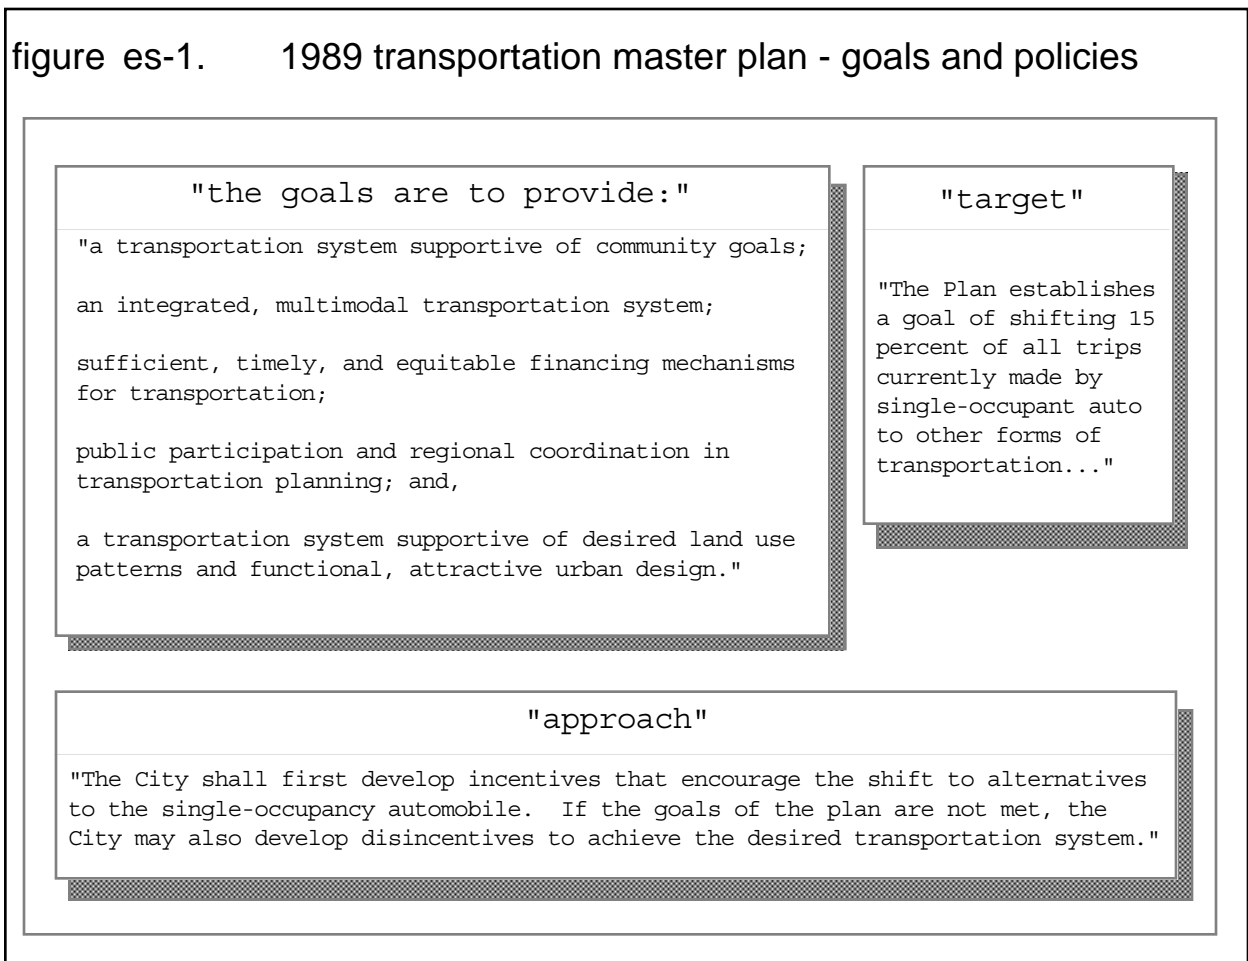 figure es-1. 1989 transportation master plan - goals and policies
"the goals are to provide:"
"a transportation system supportive of community goals;
an integrated, multimodal transportation system;
sufficient, timely, and equitable financing mechanisms
for transportation;
public participation and regional coordination in
transportation planning; and,
a transportation system supportive of desired land use
patterns and functional, attractive urban design."
"target"
"The Plan establishes
a goal of shifting 15
percent of all trips
currently made by
single-occupant auto
to other forms of
transportation..."
"approach"
"The City shall first develop incentives that encourage the shift to alternatives
to the single-occupancy automobile.  If the goals of the plan are not met, the
City may also develop disincentives to achieve the desired transportation system."